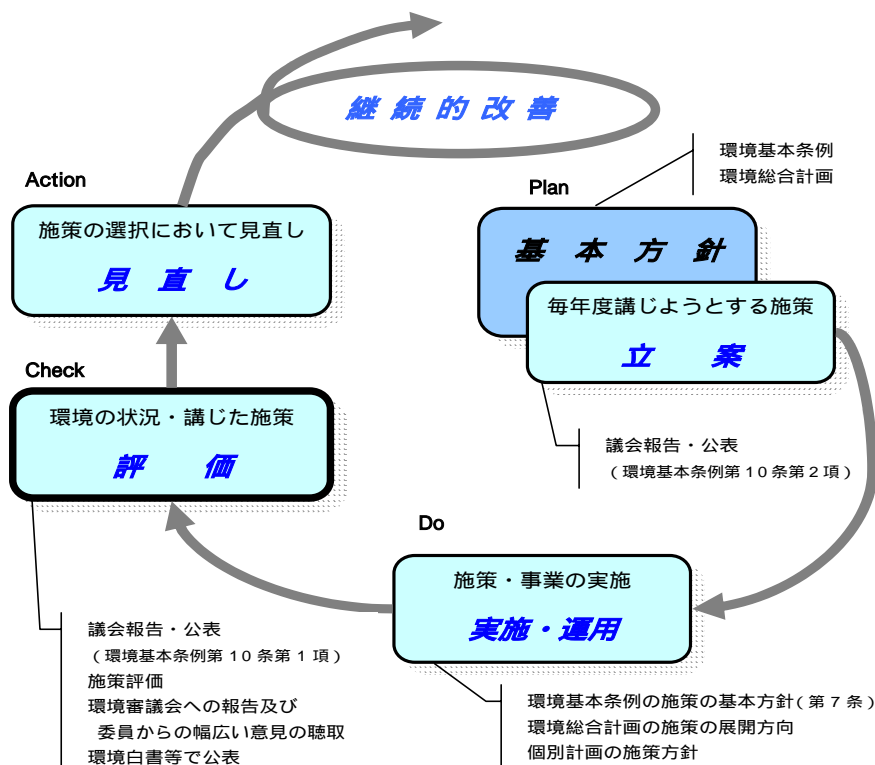 継続的改善
Action
施策の選択において見直し
見直し
Plan
環境基本条例
環境総合計画
基本方針
毎年度講じようとする施策
立案
議会報告・公表
（環境基本条例第10条第2項）
Check
環境の状況・講じた施策
評価
議会報告・公表
（環境基本条例第10条第1項）
施策評価
環境審議会への報告及び
委員からの幅広い意見の聴取
環境白書等で公表
Do
施策・事業の実施
実施・運用
環境基本条例の施策の基本方針(第7条)
環境総合計画の施策の展開方向
個別計画の施策方針